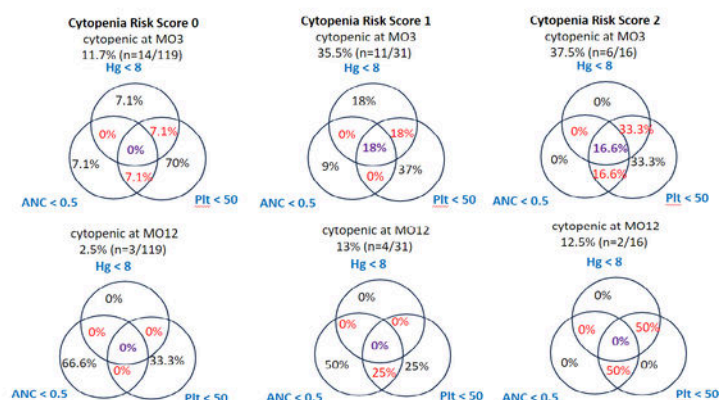 Cytopenia Risk Score 0
cytopenic at MO3
11.7% (n=14/119)
Hg < 8
7.1%
0%
7.1%
0%
7.1%
70%
7.1%
ANC < 0.5
Plt < 50
Cytopenia Risk Score 1
cytopenic at MO3
35.5% (n=11/31)
Hg < 8
18%
0%
18%
18%
9%
37%
0%
ANC < 0.5
Plt < 50
Cytopenia Risk Score 2
cytopenic at MO3
37.5% (n=6/16)
Hg < 8
0%
0%
33.3%
16.6%
0%
33.3%
16.6%
ANC < 0.5
Plt < 50
cytopenic at MO12
2.5% (n=3/119)
Hg < 8
0%
0%
0%
0%
66.6%
33.3%
0%
ANC < 0.5
Plt < 50
cytopenic at MO12
13% (n=4/31)
Hg < 8
0%
0%
0%
0%
50%
25%
25%
ANC < 0.5
Plt < 50
cytopenic at MO12
12.5% (n=2/16)
Hg < 8
0%
0%
50%
0%
0%
0%
50%
ANC < 0.5
Plt < 50